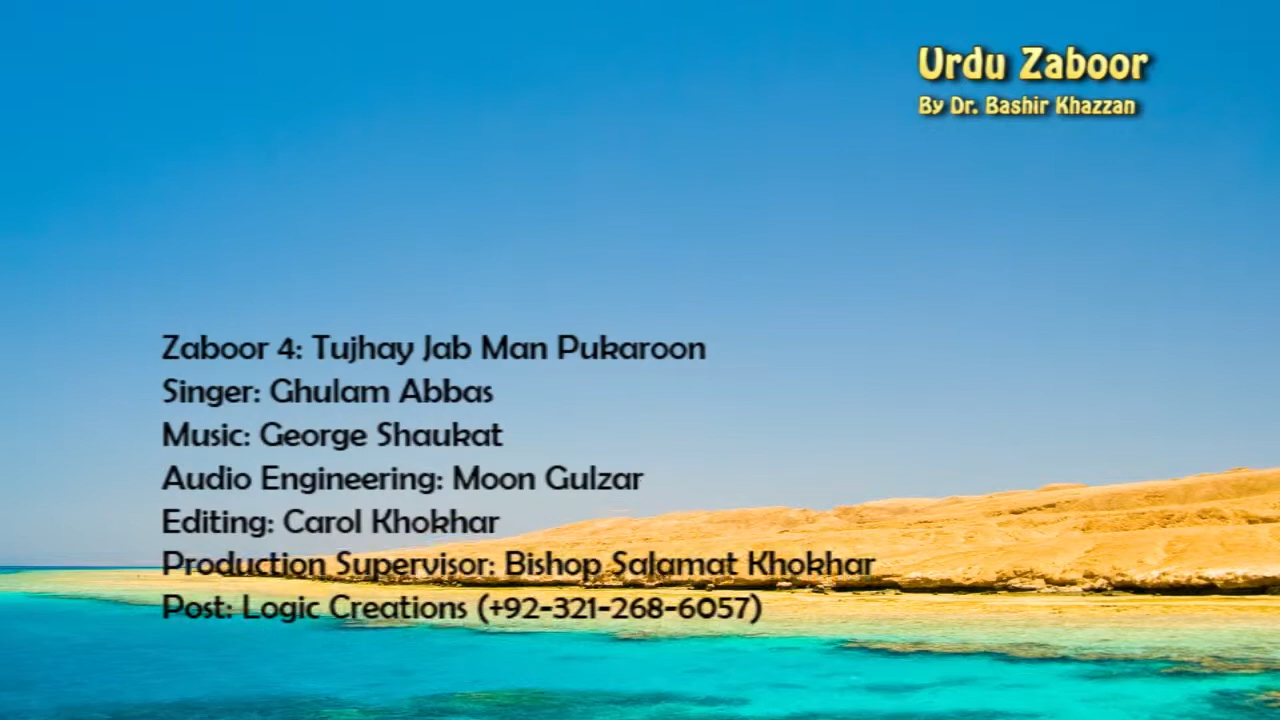 Urdu Zaboor
By Dr. Bashir Khazzan
Zaboor 4: Tujhay Jab Man Pukaroon
Singer: Ghulam Abbas
Music: George Shaukat
Audio Engineering: Moon Gulzar
Editing: Carol Khokhar
Production Supervisor: Bishop Salamat Khokhar
Post: Logic Creations (+92-321-268-6057)